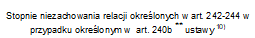 Stopnie niezachowania relacji określonych w art. 242-244 w
przypadku określonym w art. 240b ** ustawy 10)